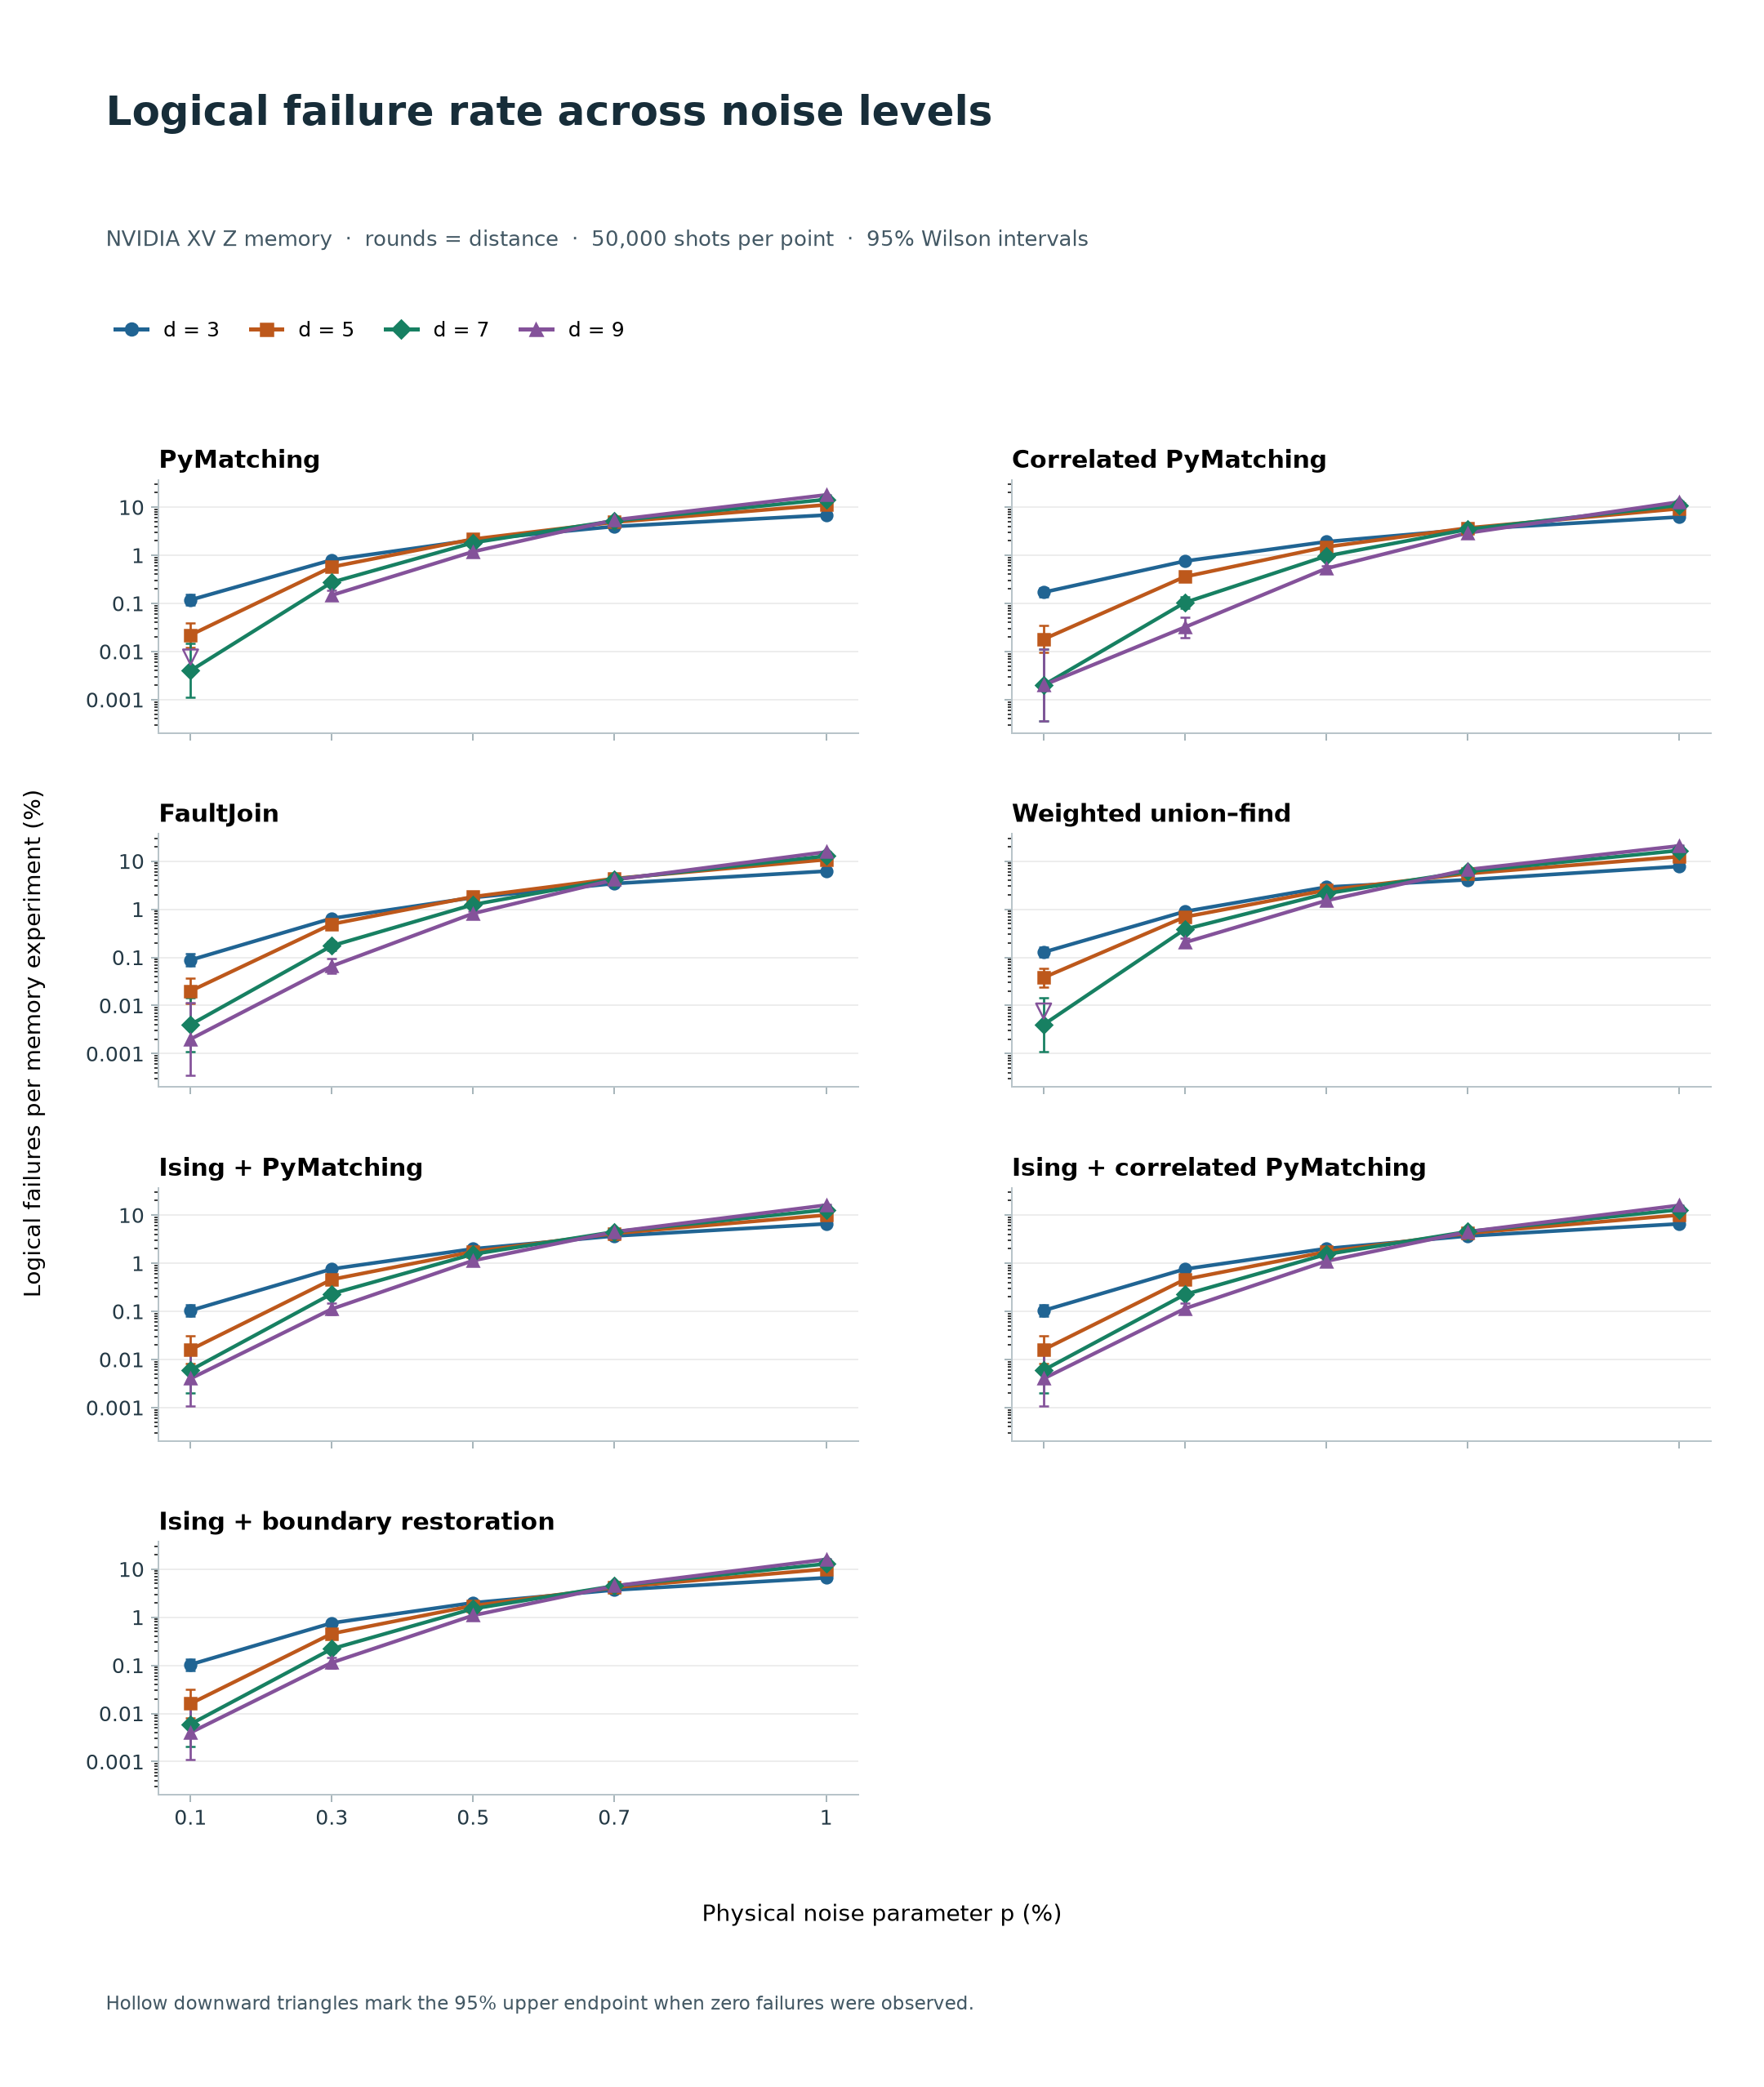 Logical failure rate across noise levels
NVIDIA XV Z memory · rounds = distance · 50,000 shots per point · 95% Wilson intervals
d = 3 d = 5 d = 7 d = 9
Logical failures per memory experiment (%)
PyMatching
10
1
0.1
0.01
0.001
Correlated PyMatching
FaultJoin
10
1
0.1
0.01
0.001
Weighted union–find
Ising + PyMatching
10
1
0.1
0.01
0.001
Ising + correlated PyMatching
Ising + boundary restoration
10
1
0.1
0.01
0.001
0.1 0.3 0.5 0.7 1
Physical noise parameter p (%)
Hollow downward triangles mark the 95% upper endpoint when zero failures were observed.